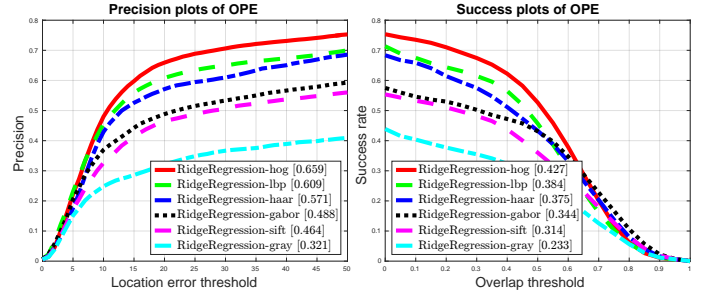 Precision plots of OPE
0.8
0.7
0.6
0.5
0.4
0.3
0.2
0.1
0
Precision
RidgeRegression-hog [0.659]
RidgeRegression-lbp [0.609]
RidgeRegression-haar [0.571]
RidgeRegression-gabor [0.488]
RidgeRegression-sift [0.464]
RidgeRegression-gray [0.321]
0 5 10 15 20 25 30 35 40 45 50
Location error threshold
Success plots of OPE
0.8
0.7
0.6
0.5
0.4
0.3
0.2
0.1
0
Success rate
RidgeRegression-hog [0.427]
RidgeRegression-lbp [0.384]
RidgeRegression-haar [0.375]
RidgeRegression-gabor [0.344]
RidgeRegression-sift [0.314]
RidgeRegression-gray [0.233]
0 0.1 0.2 0.3 0.4 0.5 0.6 0.7 0.8 0.9 1
Overlap threshold